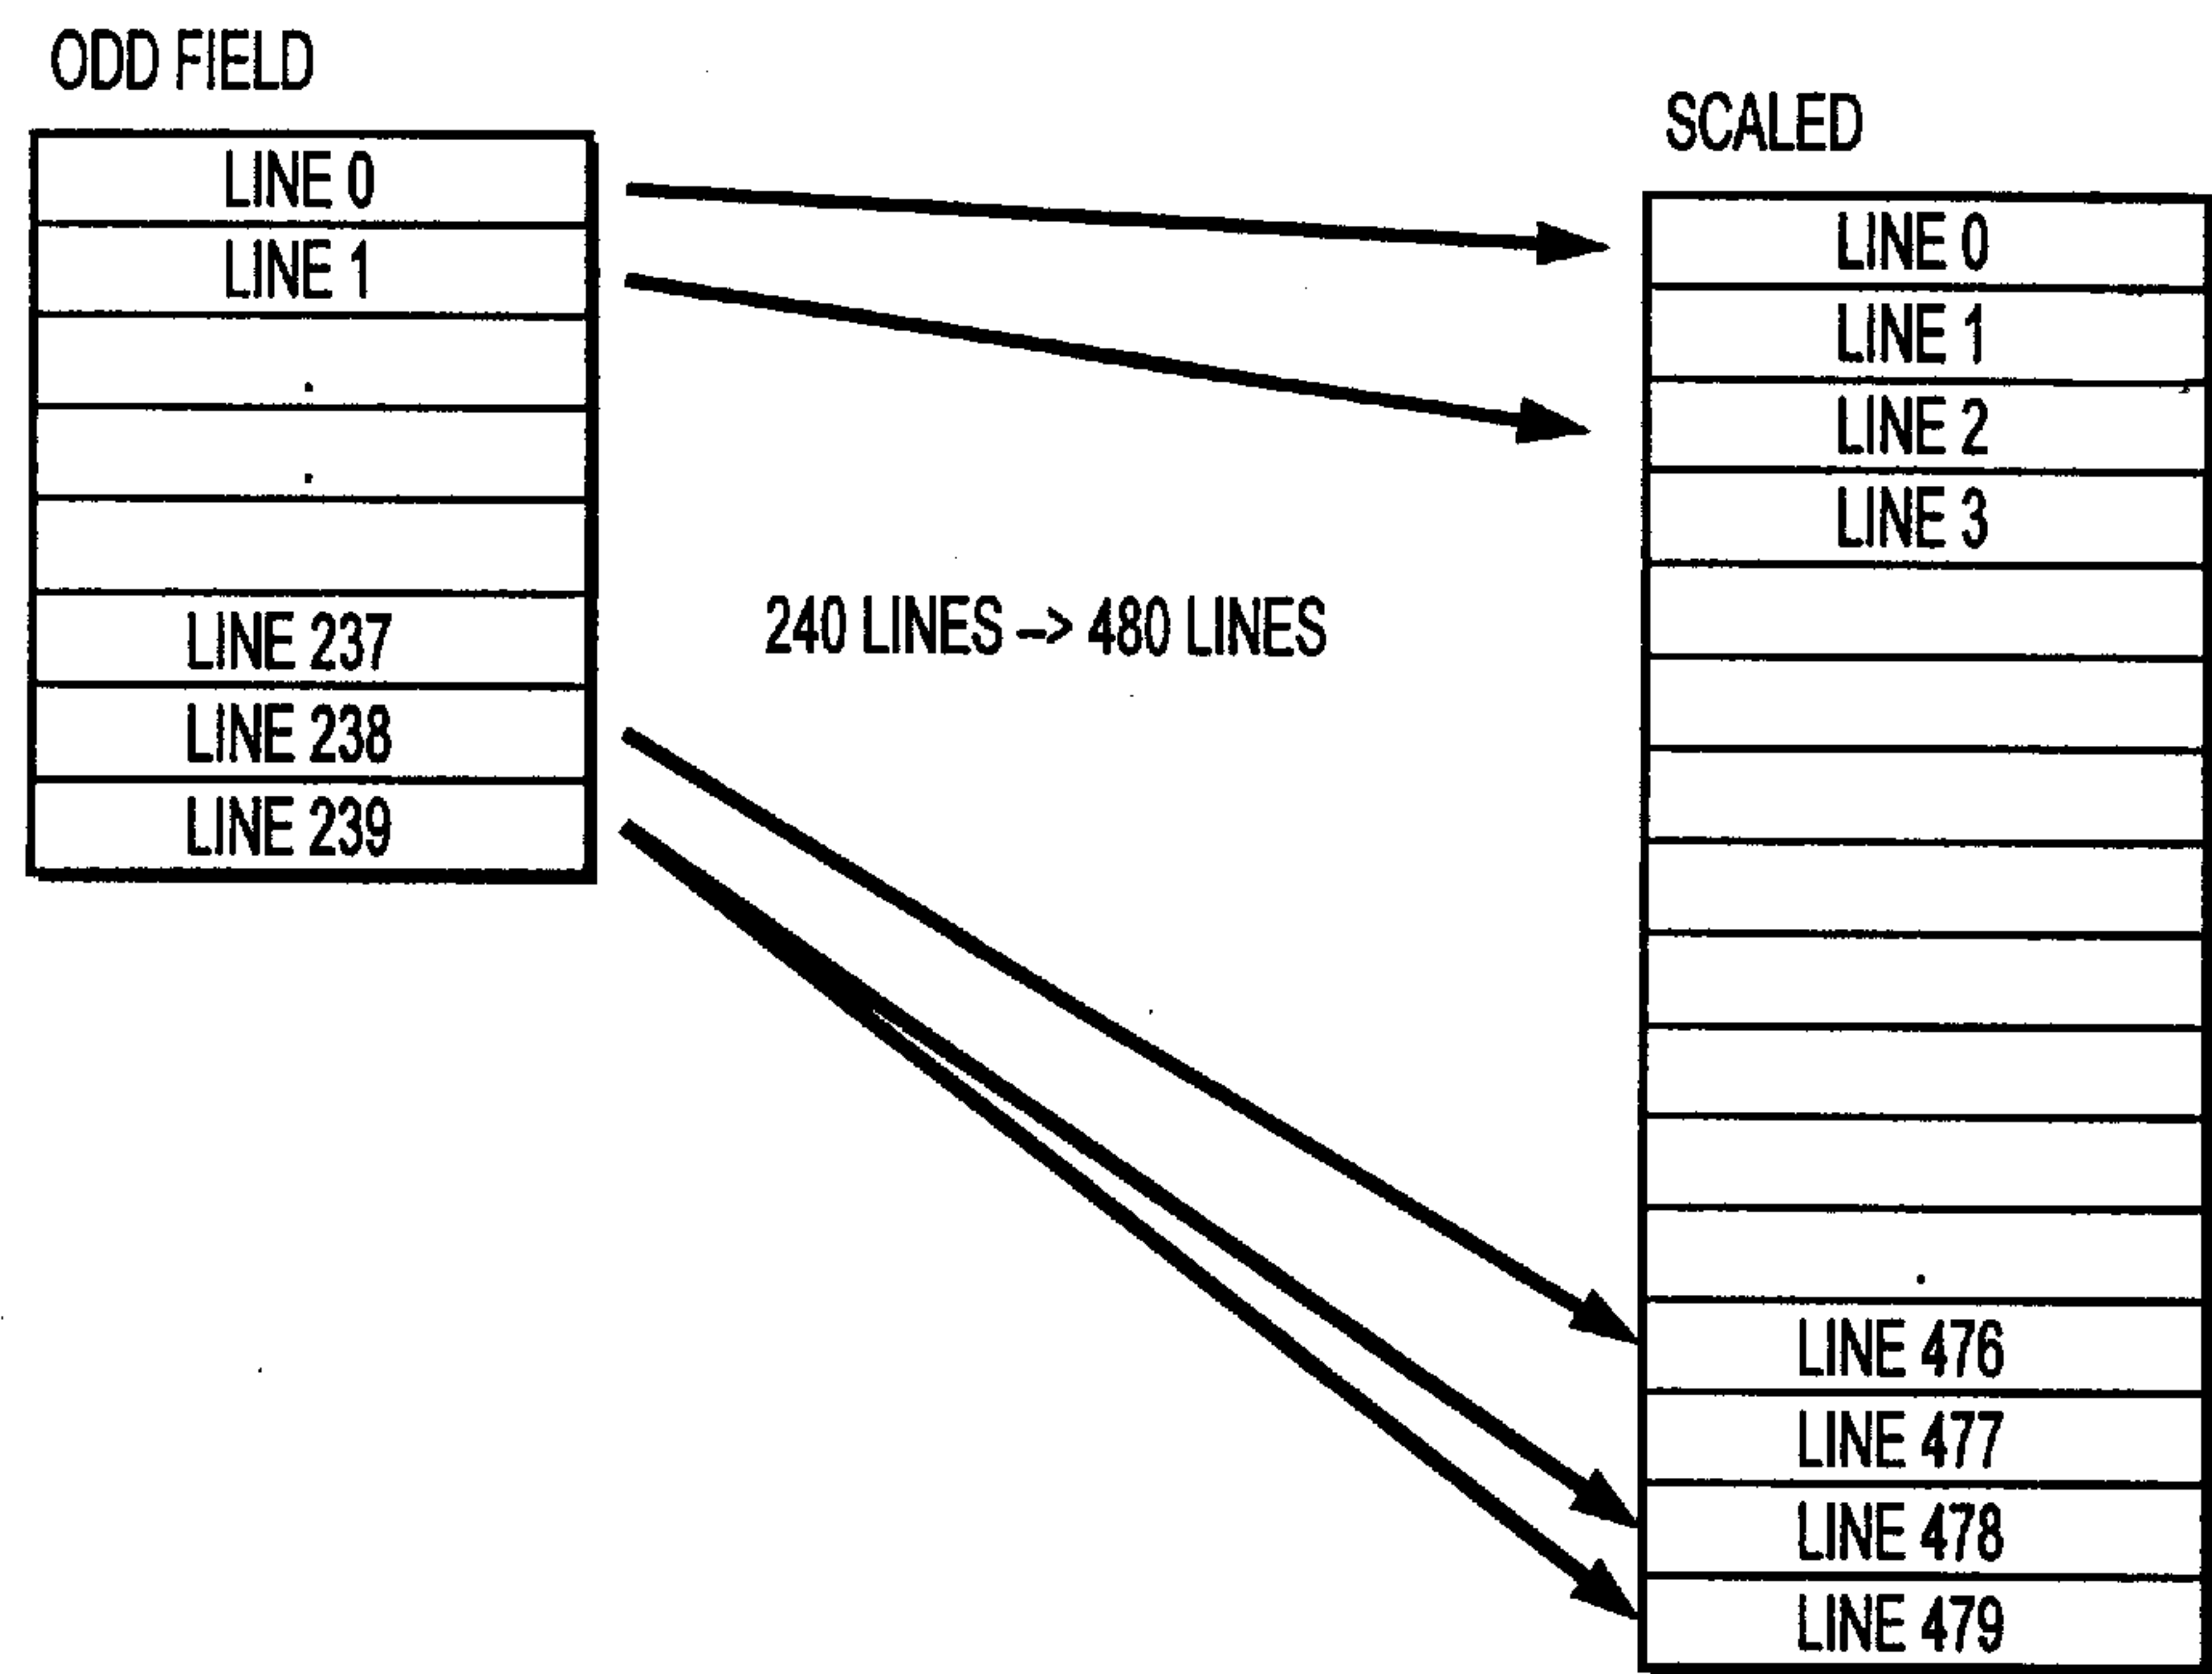 ODD FIELD
LINE 0
LINE 1
.
.
LINE 237
LINE 238
LINE 239
240 LINES -> 480 LINES
SCALED
LINE 0
LINE 1
LINE 2
LINE 3
.
LINE 476
LINE 477
LINE 478
LINE 479